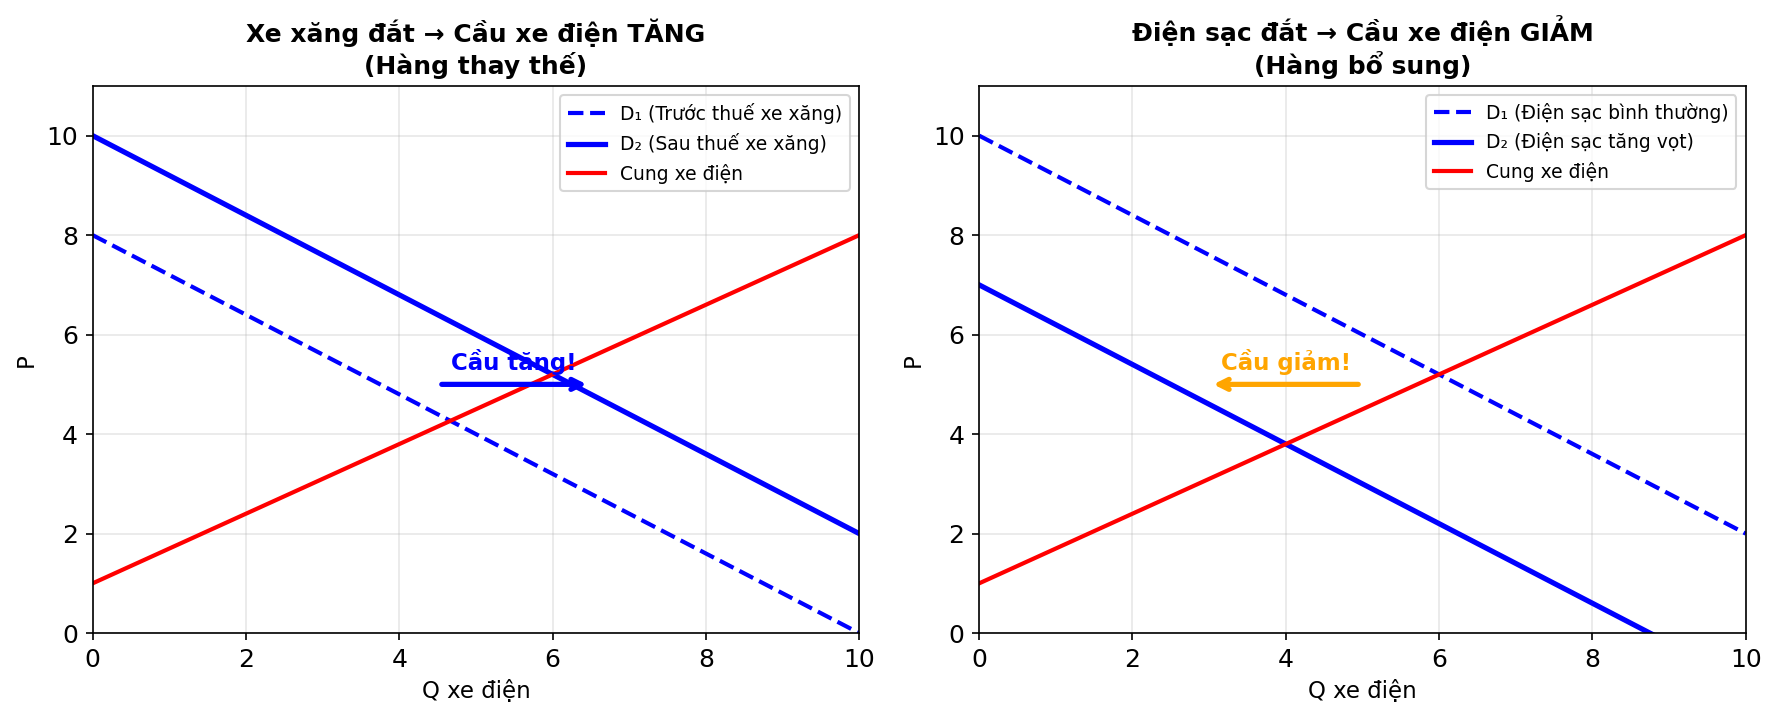 Xe xăng đắt → Cầu xe điện TĂNG
(Hàng thay thế)
D₁ (Trước thuế xe xăng)
D₂ (Sau thuế xe xăng)
Cung xe điện
Cầu tăng!
P
10
8
6
4
2
0
0 2 4 6 8 10
Q xe điện
Điện sạc đắt → Cầu xe điện GIẢM
(Hàng bổ sung)
D₁ (Điện sạc bình thường)
D₂ (Điện sạc tăng vọt)
Cung xe điện
Cầu giảm!
P
10
8
6
4
2
0
0 2 4 6 8 10
Q xe điện